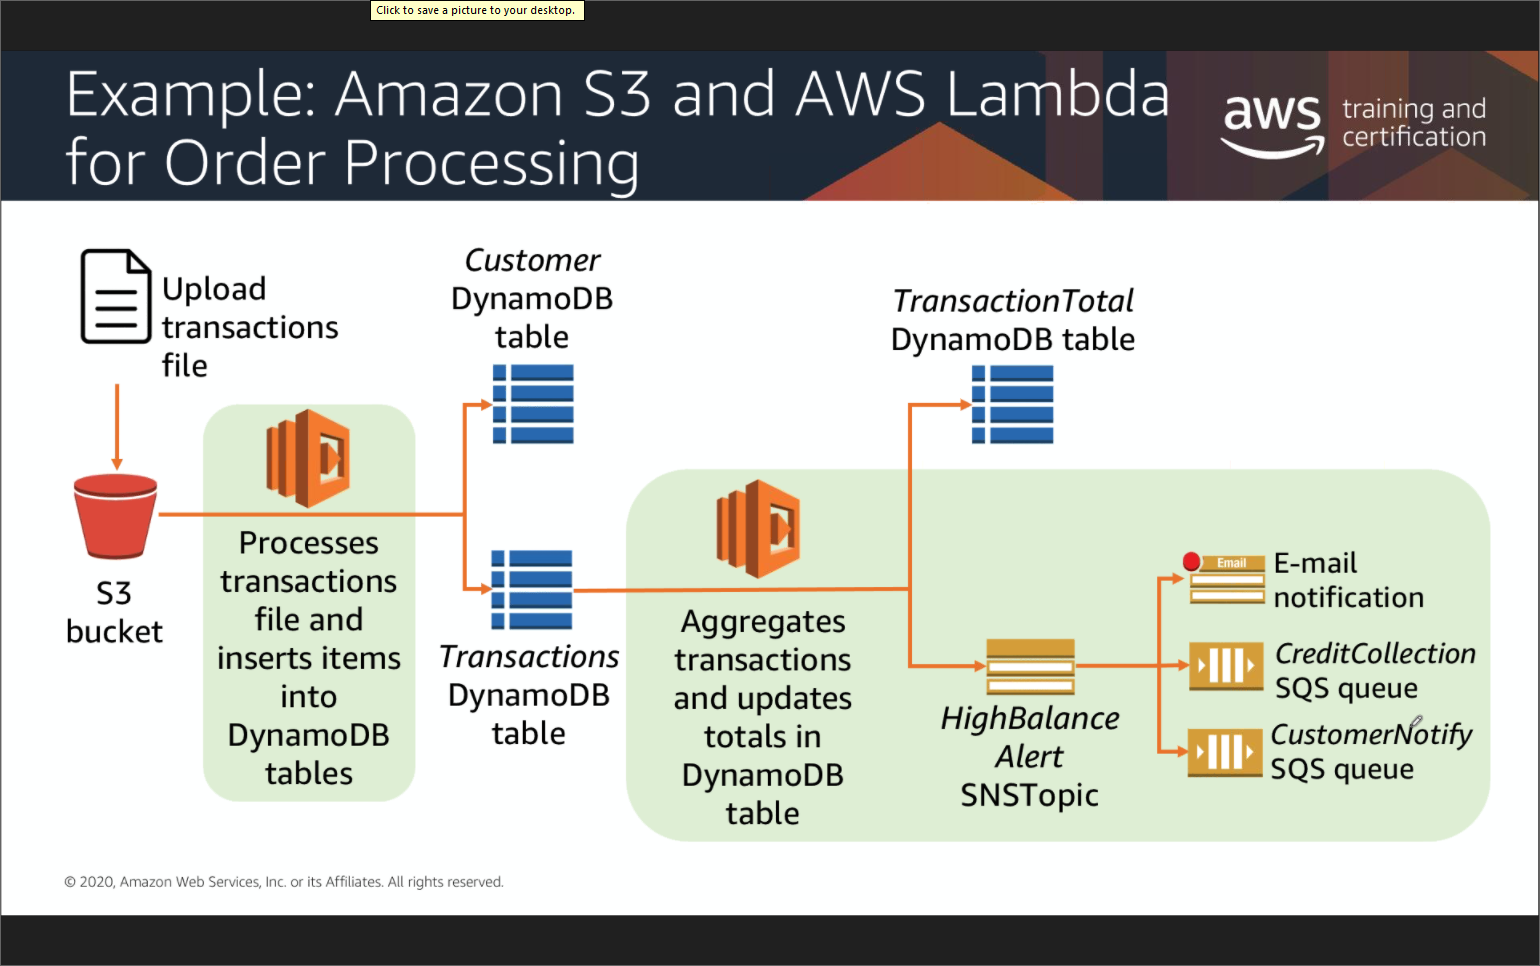 Click to save a picture to your desktop.
Example: Amazon S3 and AWS Lambda
for Order Processing
aws training and
certification
Upload
transactions
file
S3
bucket
Processes
transactions
file and
inserts items
into
DynamoDB
tables
Customer
DynamoDB
table
Transactions
DynamoDB
table
Aggregates
transactions
and updates
totals in
DynamoDB
table
TransactionTotal
DynamoDB table
HighBalance
Alert
SNSTopic
Email
E-mail
notification
CreditCollection
SQS queue
CustomerNotify
SQS queue
© 2020, Amazon Web Services, Inc. or its Affiliates. All rights reserved.